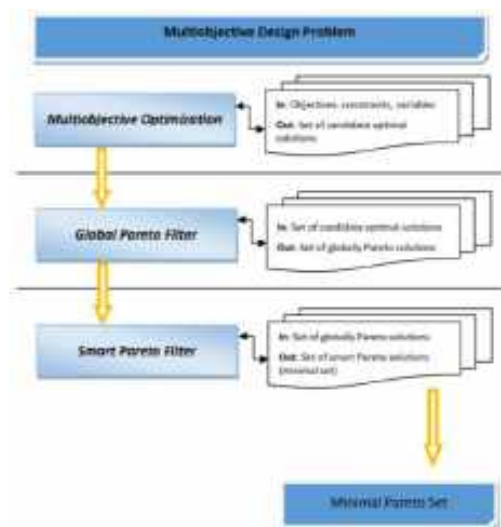 Multiobjective Design Problem
Multiobjective Optimization
In: Objectives, constraints, variables
Out: Set of candidate optimal
solutions
Global Pareto Filter
In: Set of candidate optimal solutions
Out: Set of globally Pareto solutions
Smart Pareto Filter
In: Set of globally Pareto solutions
Out: Set of smart Pareto solutions
(minimal set)
Minimal Pareto Set